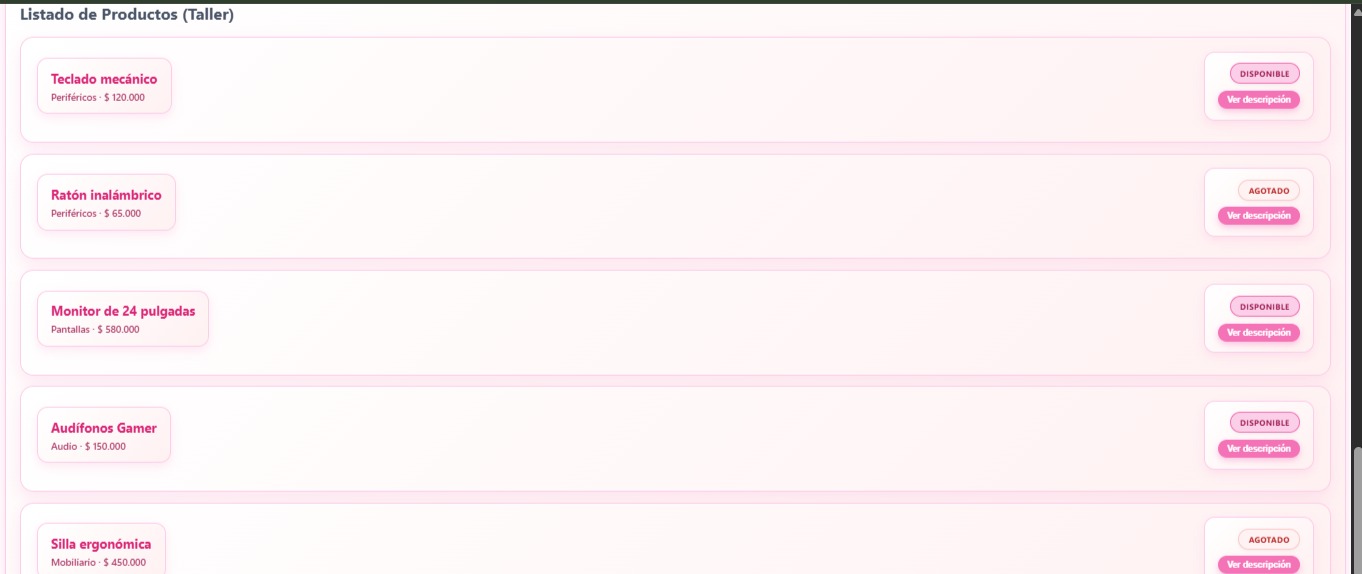 Listado de Productos (Taller)
Teclado mecánico
Periféricos · $ 120.000
DISPONIBLE
Ver descripción
Ratón inalámbrico
Periféricos · $ 65.000
AGOTADO
Ver descripción
Monitor de 24 pulgadas
Pantallas · $ 580.000
DISPONIBLE
Ver descripción
Audífonos Gamer
Audio · $ 150.000
DISPONIBLE
Ver descripción
Silla ergonómica
Mobiliario · $ 450.000
AGOTADO
Ver descripción